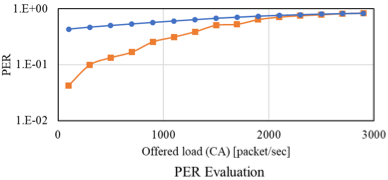 1.E+00
1.E-01
1.E-02
PER
0 1000 2000 3000
Offered load (CA) [packet/sec]
PER Evaluation